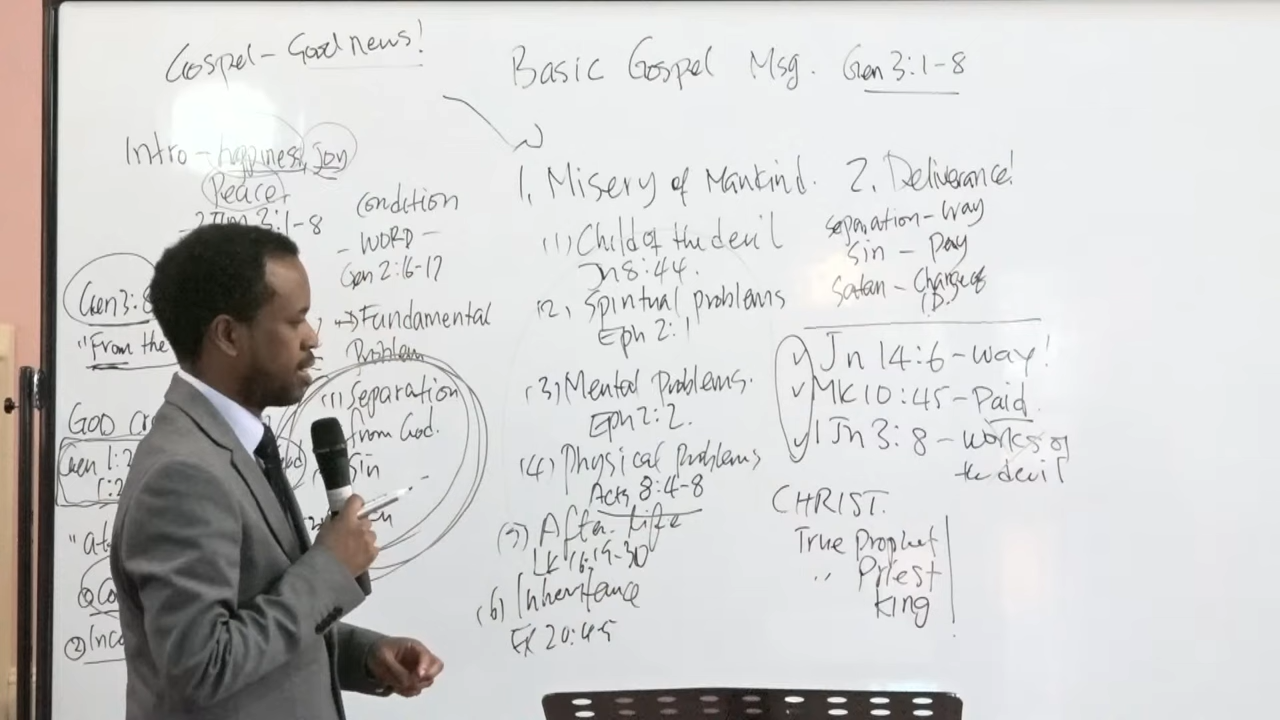 Gospel - Good news!
Basic Gospel Msg. Gen 3:1-8
Intro - happiness, joy
Peace,
2 Tim 3:1-8
Condition
- WORD -
Gen 2:16-17
Gen 3:8
"From the
→ Fundamental
Problem
(1) Separation
from God.
Sin
GOD
Gen 1:2
1:2
"at
1. Misery of Mankind.
(1) Child of the devil
Jn 8:44.
(2) Spiritual problems
Eph 2:1
(3) Mental Problems.
Eph 2:2.
(4) Physical Problems
Acts 8:4-8
(5) After life
Lk 16:19-30
(6) Inheritance
Ex 20:4-5
2. Deliverance!
separation - Way
Sin - Pay
Satan - Change of
Jn 14:6 - way!
Mk 10:45 - Paid.
1 Jn 3:8 - works of
the devil
CHRIST.
True Prophet
" Priest
King